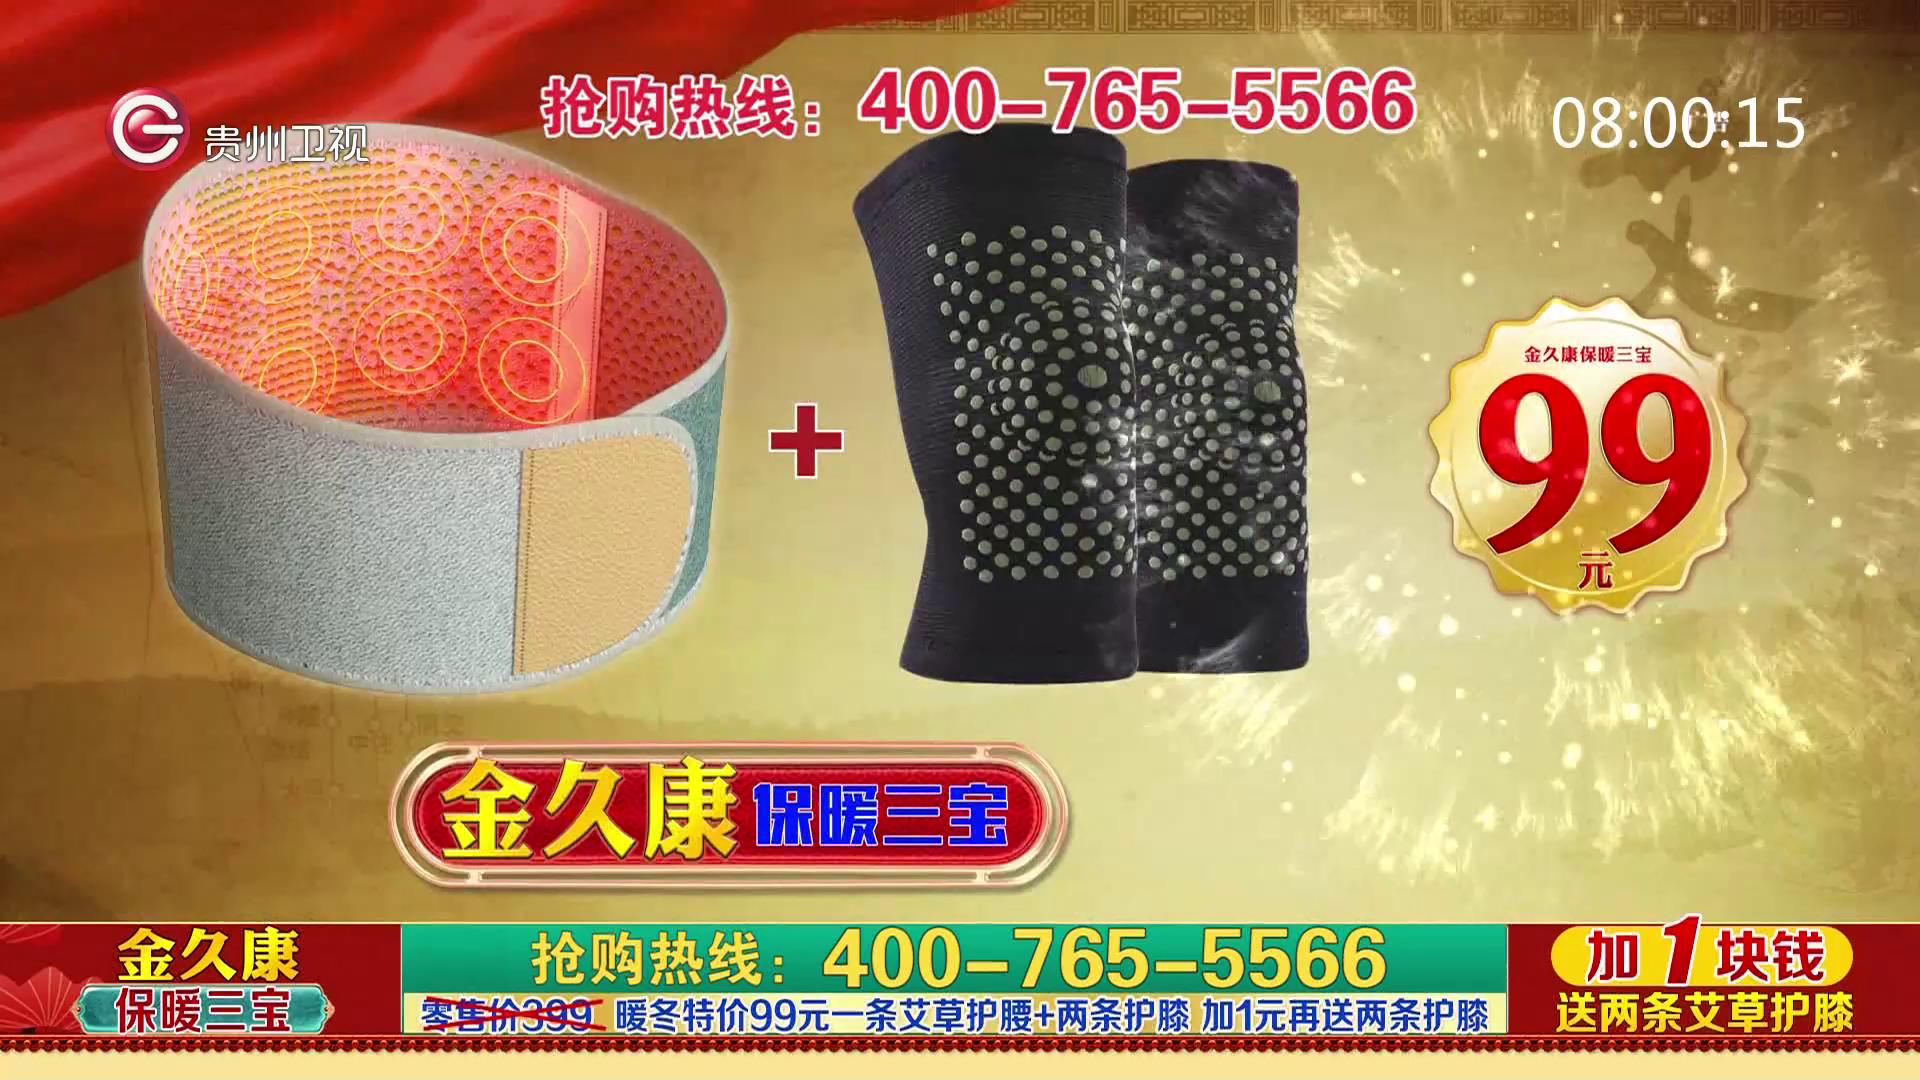 抢购热线：400-765-5566
贵州卫视
08:00:15
金久康保暖三宝
99
元
+
金久康 保暖三宝
金久康
保暖三宝
抢购热线：400-765-5566
零售价399 暖冬特价99元一条艾草护腰+两条护膝 加1元再送两条护膝
加1块钱
送两条艾草护膝